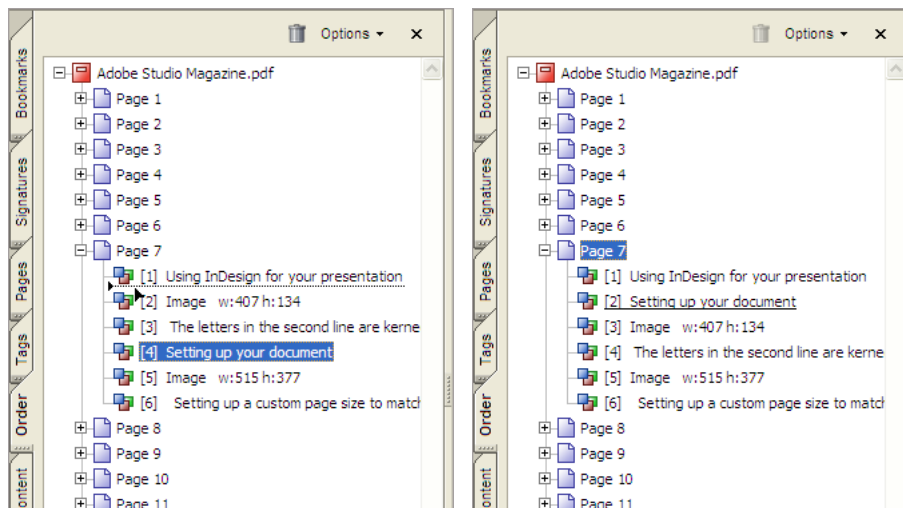 Options
Bookmarks
Signatures
Pages
Tags
Order
ontent
Adobe Studio Magazine.pdf
Page 1
Page 2
Page 3
Page 4
Page 5
Page 6
Page 7
[1] Using InDesign for your presentation
[2] Image w:407 h:134
[3] The letters in the second line are kerne
[4] Setting up your document
[5] Image w:515 h:377
[6] Setting up a custom page size to match
Page 8
Page 9
Page 10
Page 11
Options
Bookmarks
Signatures
Pages
Tags
Order
ontent
Adobe Studio Magazine.pdf
Page 1
Page 2
Page 3
Page 4
Page 5
Page 6
Page 7
[1] Using InDesign for your presentation
[2] Setting up your document
[3] Image w:407 h:134
[4] The letters in the second line are kerne
[5] Image w:515 h:377
[6] Setting up a custom page size to match
Page 8
Page 9
Page 10
Page 11